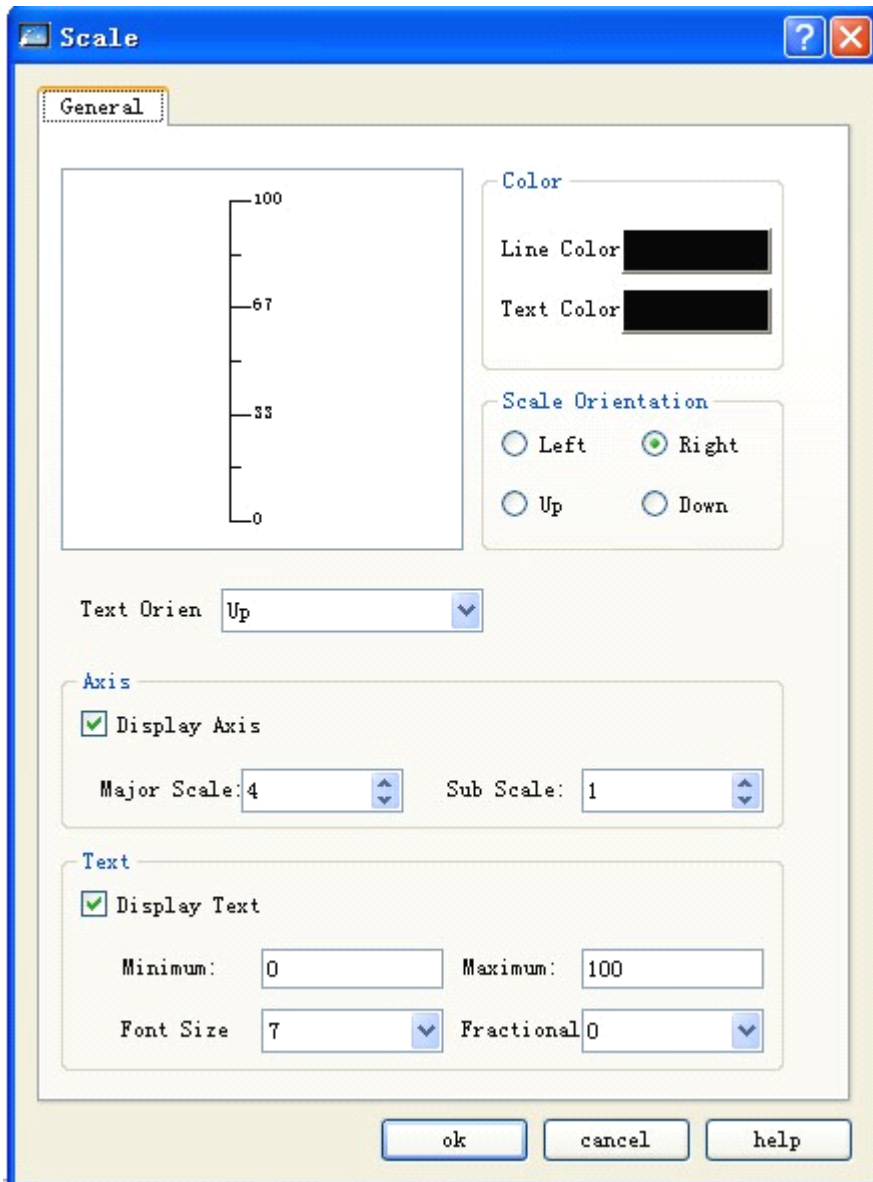 Scale
General
100
67
33
0
Color
Line Color
Text Color
Scale Orientation
Left Right
Up Down
Text Orien Up
Axis
Display Axis
Major Scale: 4 Sub Scale: 1
Text
Display Text
Minimum: 0 Maximum: 100
Font Size 7 Fractional 0
ok cancel help